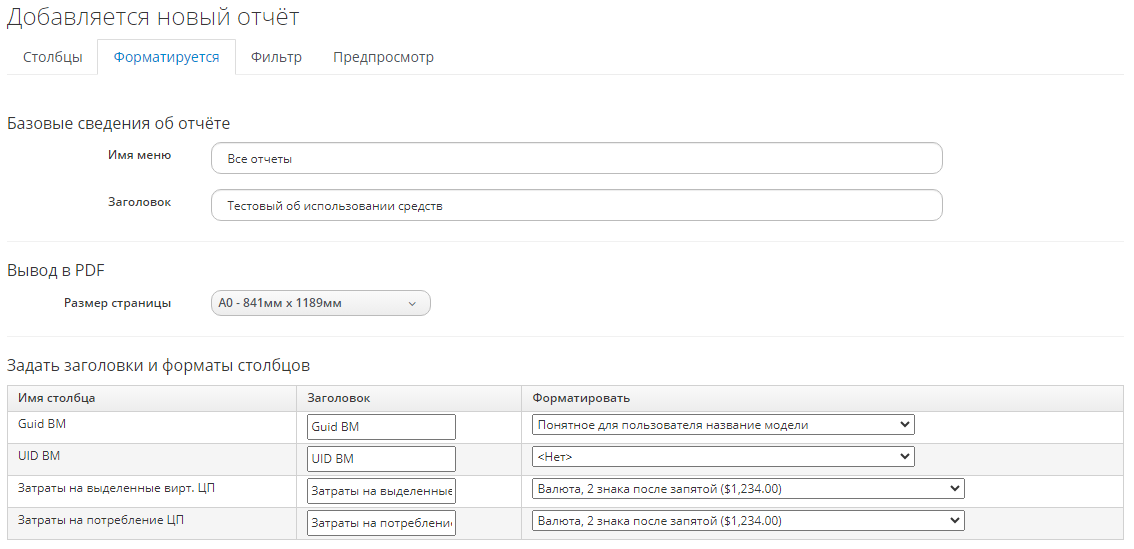 Добавляется новый отчёт
Столбцы Форматируется Фильтр Предпросмотр
Базовые сведения об отчёте
Имя меню Все отчеты
Заголовок Тестовый об использовании средств
Вывод в PDF
Размер страницы A0 - 841мм x 1189мм
Задать заголовки и форматы столбцов
Имя столбца Заголовок Форматировать
Guid ВМ Guid ВМ Понятное для пользователя название модели
UID ВМ UID ВМ <Нет>
Затраты на выделенные вирт. ЦП Затраты на выделенные Валюта, 2 знака после запятой ($1,234.00)
Затраты на потребление ЦП Затраты на потреблени Валюта, 2 знака после запятой ($1,234.00)